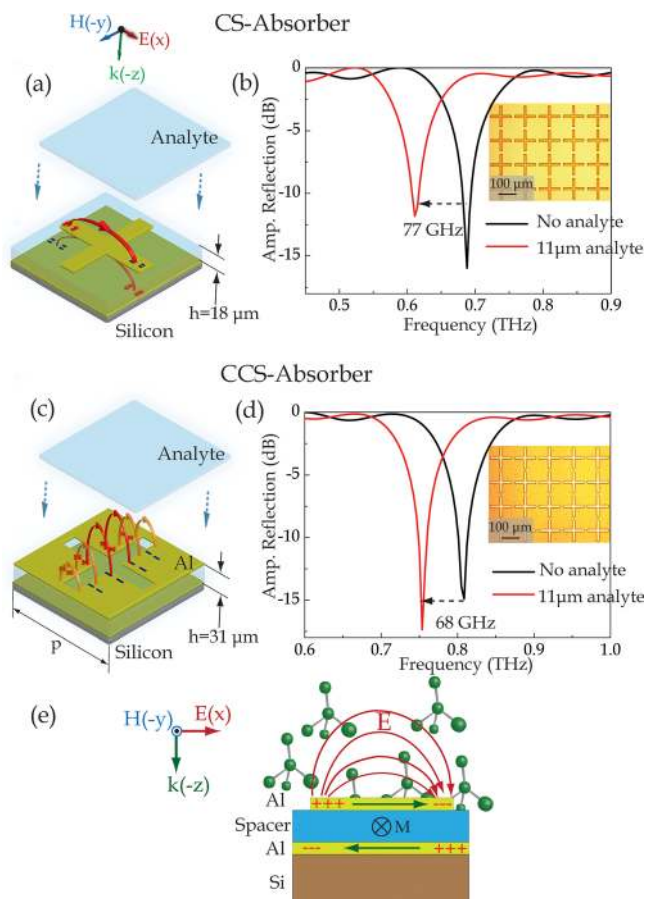 CS-Absorber
H(-y)
E(x)
k(-z)
(a)
Analyte
Silicon
h=18 μm
(b)
Amp. Reflection (dB)
0
-5
-10
-15
77 GHz
100 μm
No analyte
11μm analyte
0.5 0.6 0.7 0.8 0.9
Frequency (THz)
CCS-Absorber
(c)
Analyte
Al
p
Silicon
h=31 μm
(d)
Amp. Reflection (dB)
0
-5
-10
-15
68 GHz
100 μm
No analyte
11μm analyte
0.6 0.7 0.8 0.9 1.0
Frequency (THz)
(e)
H(-y)
E(x)
k(-z)
E
Al
+++ ---
Spacer
M
Al
--- +++
Si